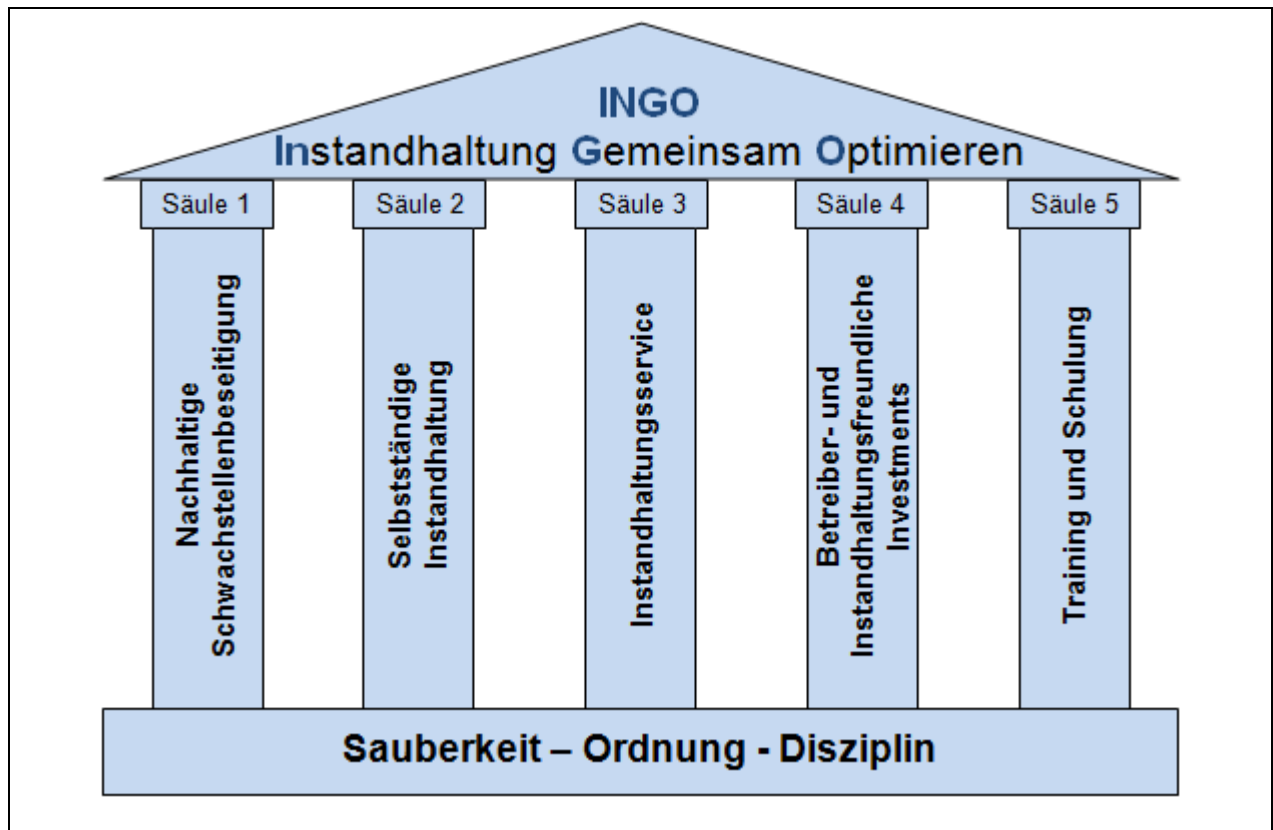 INGO
Instandhaltung Gemeinsam Optimieren
Säule 1
Säule 2
Säule 3
Säule 4
Säule 5
Nachhaltige
Schwachstellenbeseitigung
Selbstständige
Instandhaltung
Instandhaltungsservice
Betreiber- und
Instandhaltungsfreundliche
Investments
Training und Schulung
Sauberkeit – Ordnung - Disziplin